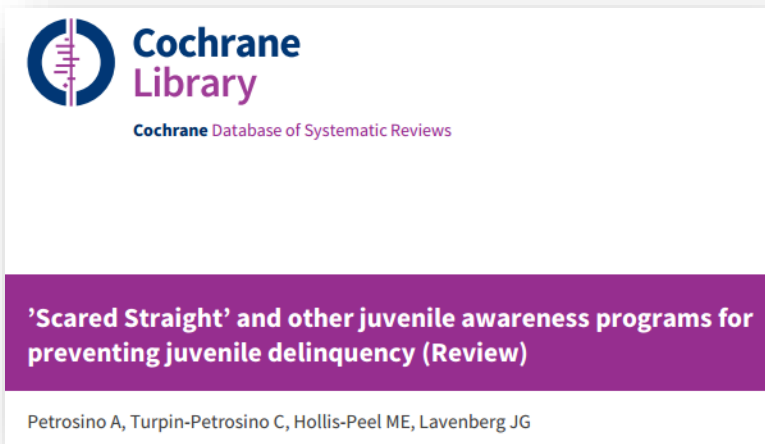 Cochrane
Library
Cochrane Database of Systematic Reviews
’Scared Straight’ and other juvenile awareness programs for
preventing juvenile delinquency (Review)
Petrosino A, Turpin-Petrosino C, Hollis-Peel ME, Lavenberg JG